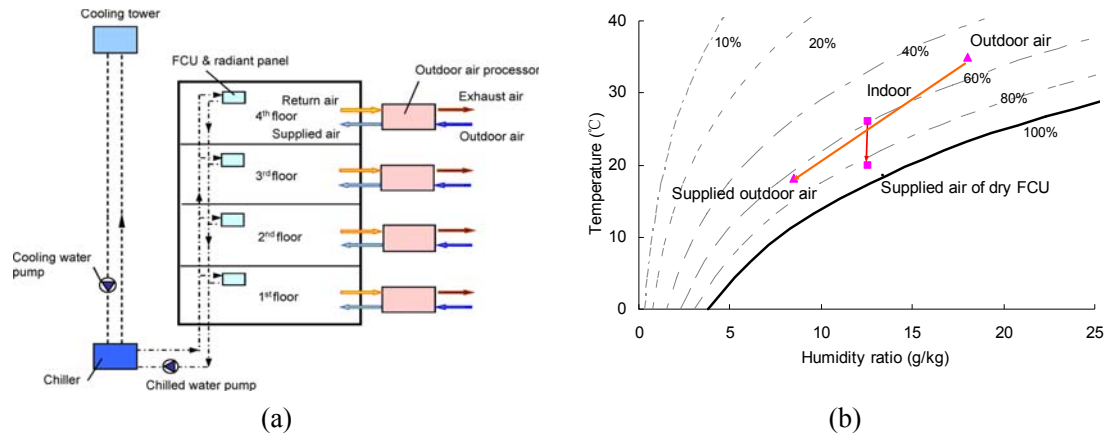 Cooling tower
FCU & radiant panel
Outdoor air processor
Return air
4th floor
Supplied air
Exhaust air
Outdoor air
3rd floor
2nd floor
Cooling water
pump
1st floor
Chiller
Chilled water pump
(a)
Temperature (℃)
40
30
20
10
0
10%
20%
40%
60%
80%
100%
Outdoor air
Indoor
Supplied outdoor air
Supplied air of dry FCU
0
5
10
15
20
25
Humidity ratio (g/kg)
(b)